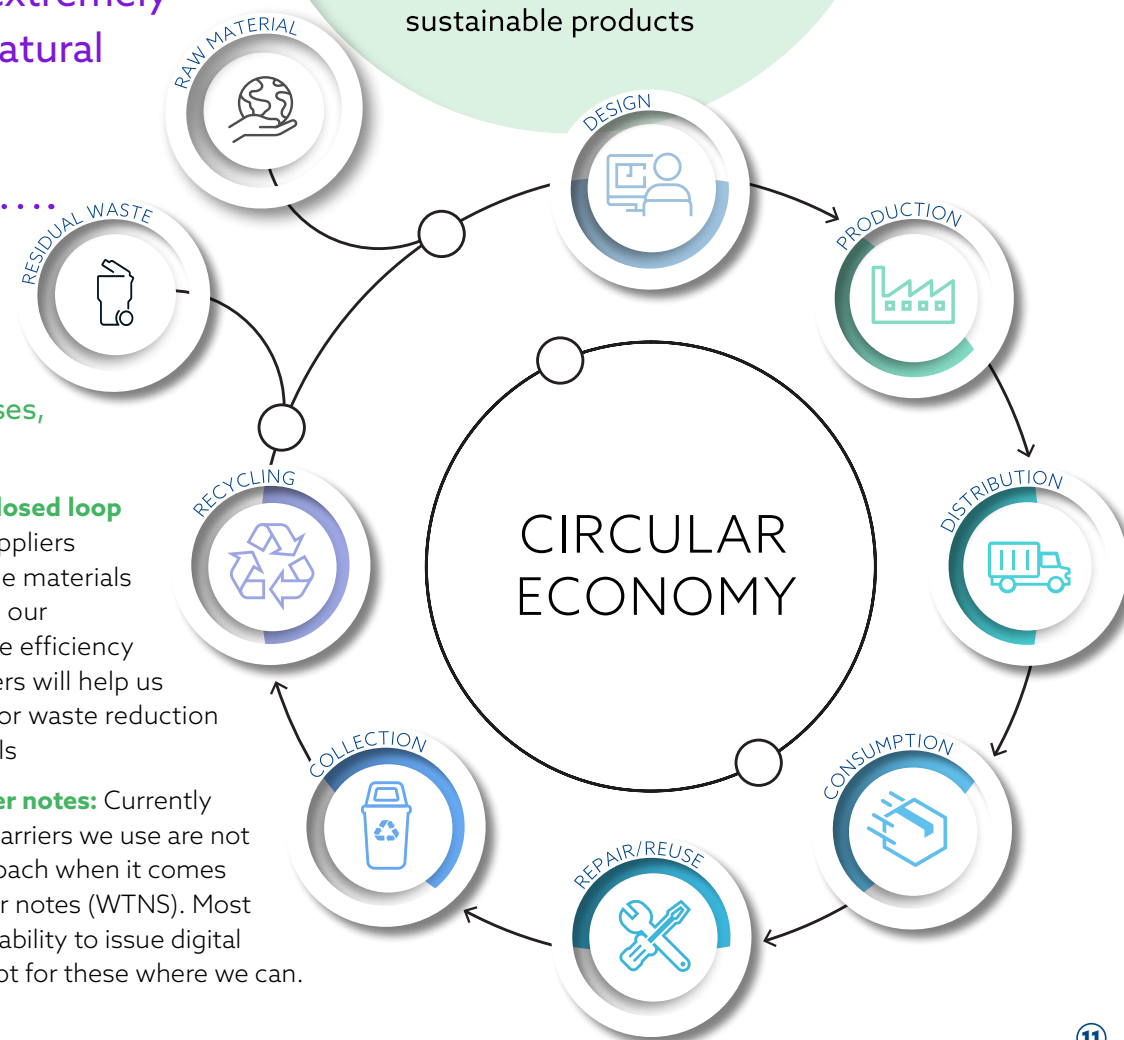 extremely
atural
....
ses,
losed loop
ppliers
e materials
our
e efficiency
ers will help us
or waste reduction
ls
er notes: Currently
arriers we use are not
oach when it comes
r notes (WTNS). Most
ability to issue digital
ot for these where we can.
sustainable products
RAW MATERIAL
RESIDUAL WASTE
DESIGN
PRODUCTION
DISTRIBUTION
CONSUMPTION
REPAIR/REUSE
COLLECTION
RECYCLING
CIRCULAR
ECONOMY
11